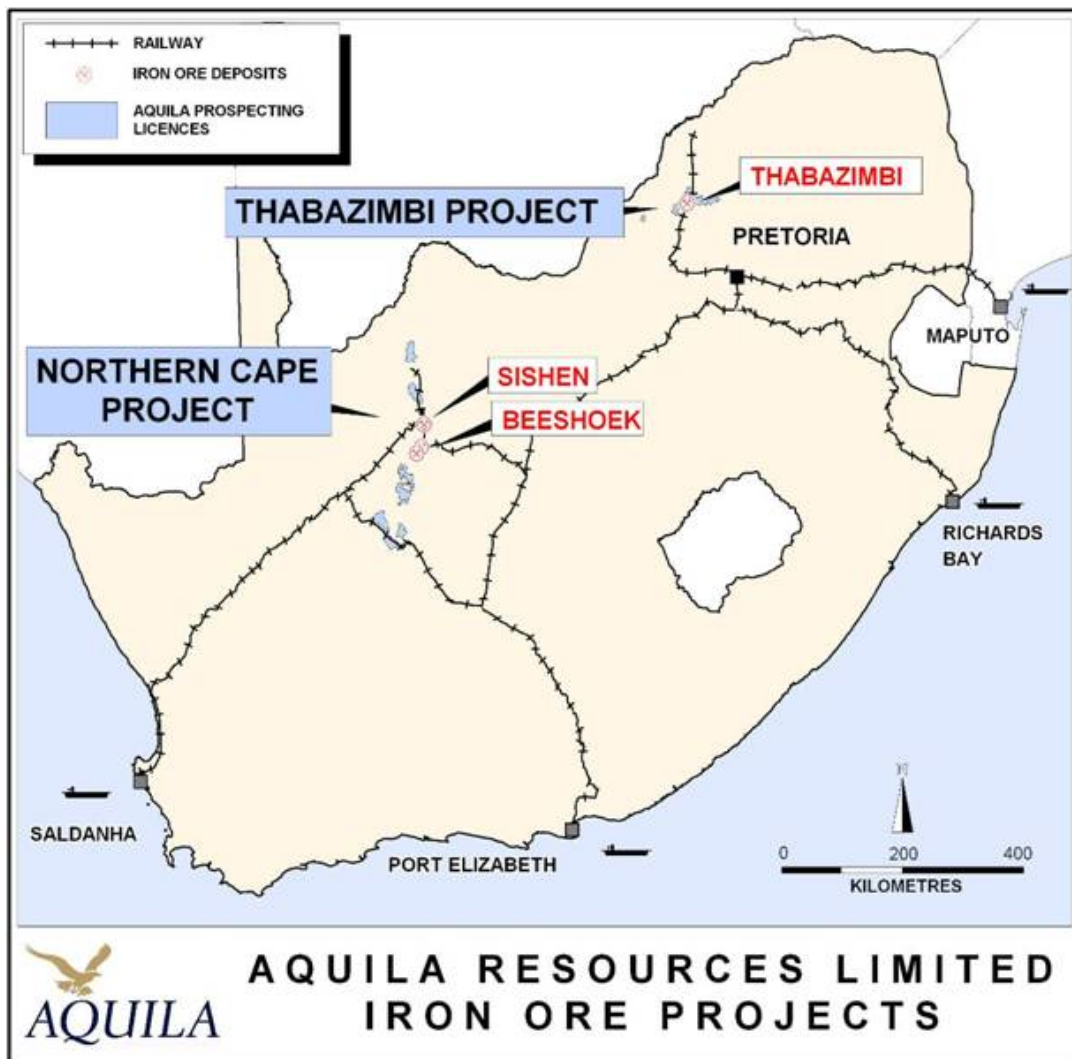 RAILWAY
IRON ORE DEPOSITS
AQUILA PROSPECTING
LICENCES
THABAZIMBI
THABAZIMBI PROJECT
PRETORIA
MAPUTO
NORTHERN CAPE
PROJECT
SISHEN
BEESHOEK
RICHARDS
BAY
SALDANHA
PORT ELIZABETH
N
0 200 400
KILOMETRES
AQUILA
AQUILA RESOURCES LIMITED
IRON ORE PROJECTS